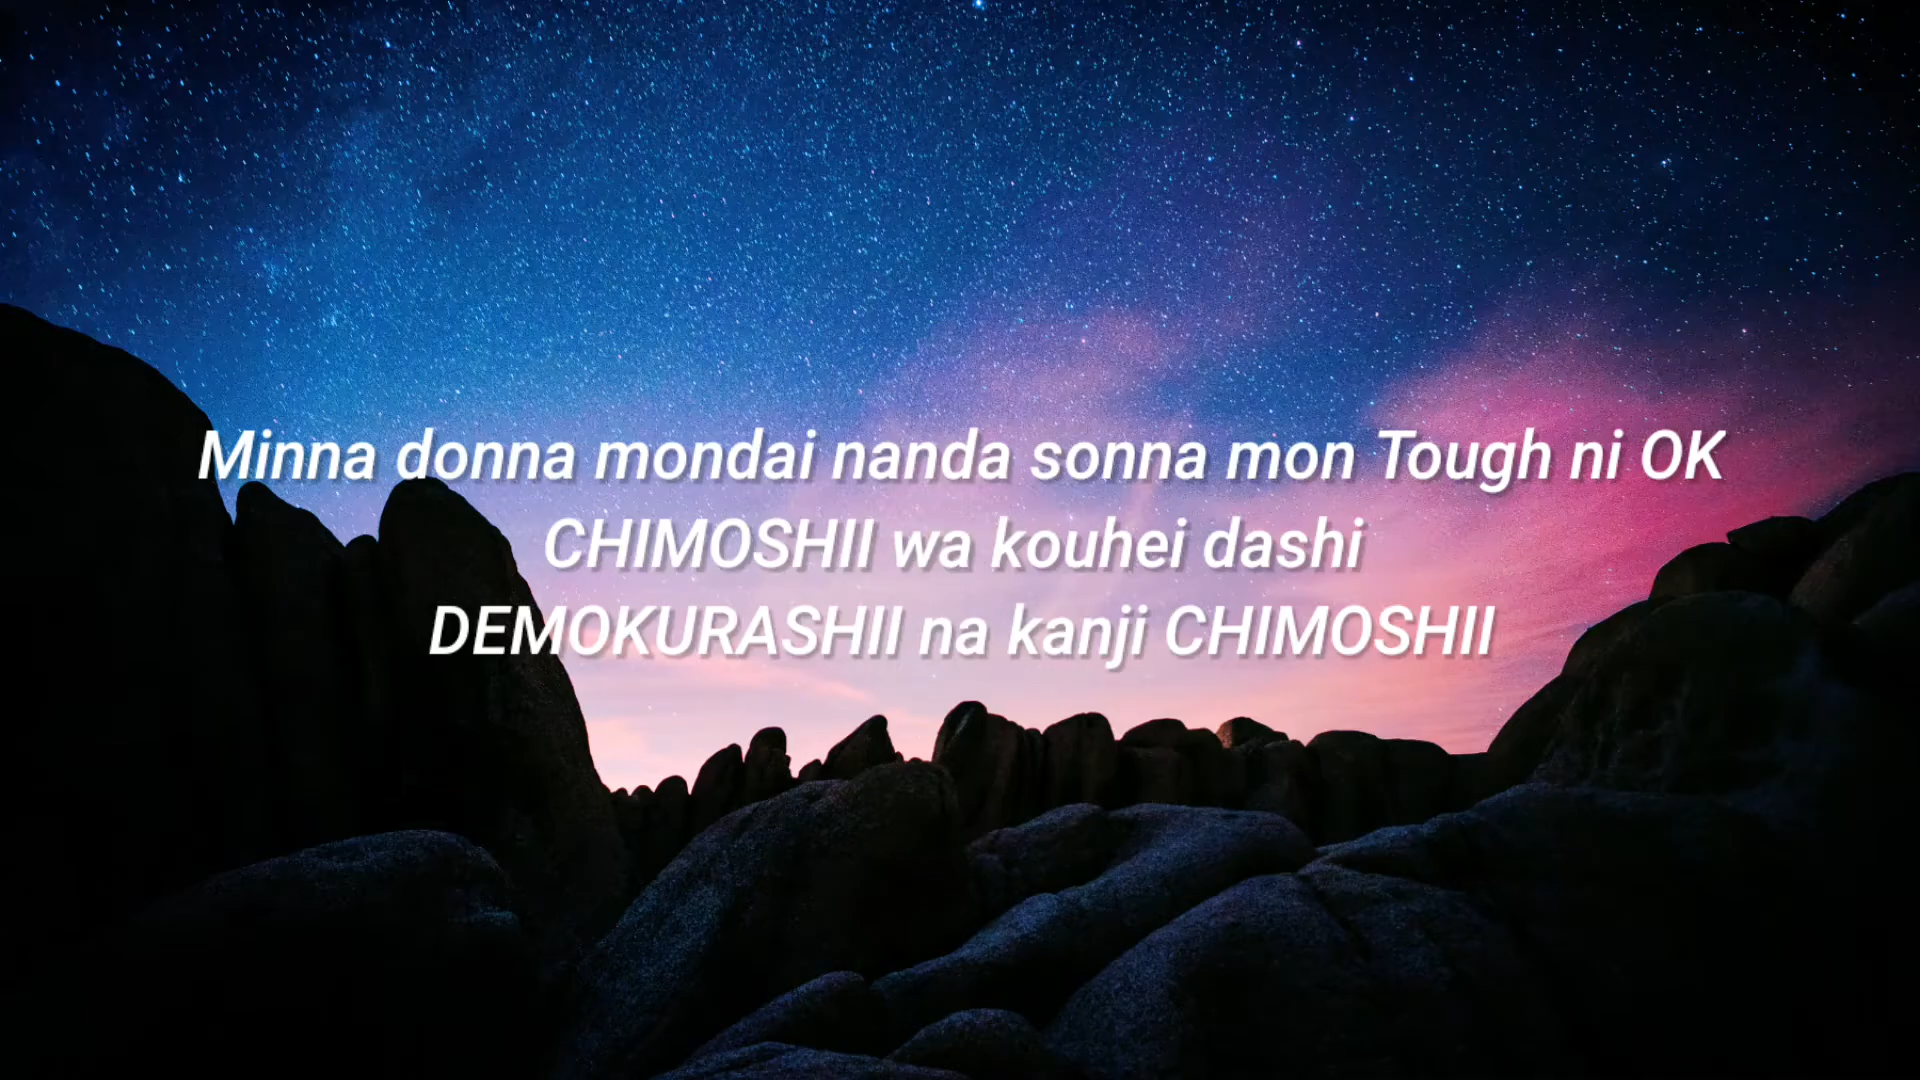 Minna donna mondai nanda sonna mon Tough ni OK
CHIMOSHII wa kouhei dashi
DEMOKURASHII na kanji CHIMOSHII